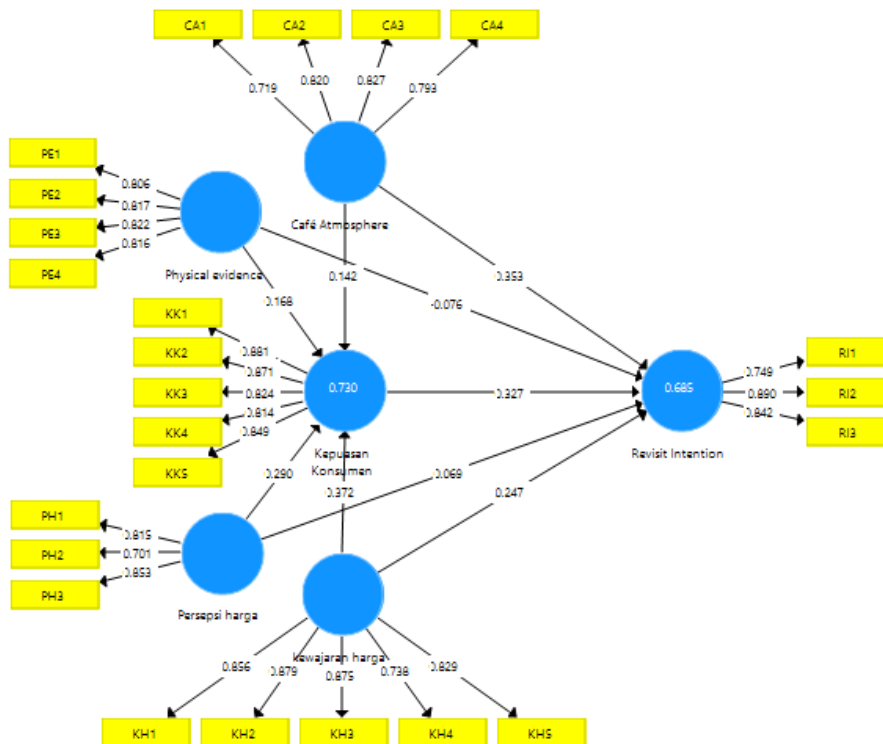 CA1
CA2
CA3
CA4
0.719
0.820
0.827
0.793
PE1
PE2
PE3
PE4
0.806
0.817
0.822
0.816
Café Atmosphere
Physical evidence
0.142
0.353
0.168
-0.076
KK1
KK2
KK3
KK4
KK5
0.881
0.871
0.824
0.814
0.849
0.730
Kepuasan
Konsumen
0.327
0.685
Revisit Intention
0.749
0.890
0.842
RI1
RI2
RI3
0.290
0.372
0.069
0.247
PH1
PH2
PH3
0.815
0.701
0.853
Persepsi harga
kewajaran harga
0.856
0.879
0.875
0.738
0.829
KH1
KH2
KH3
KH4
KH5